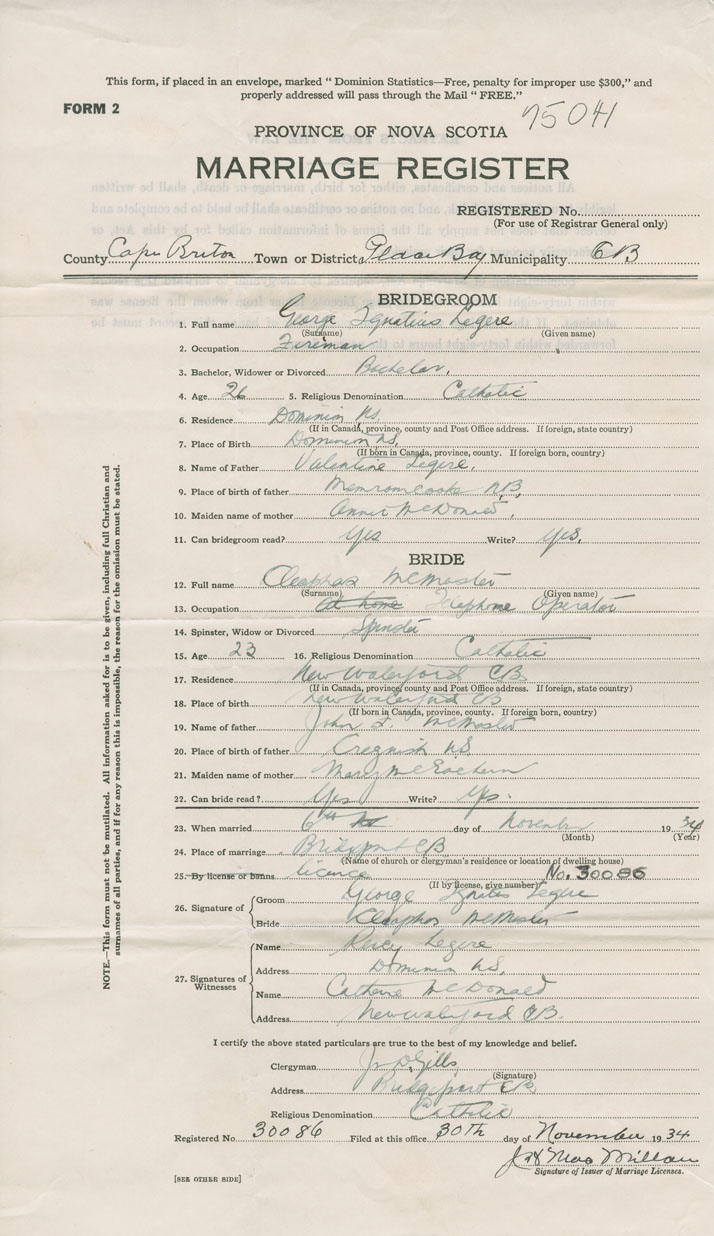 This form, if placed in an envelope, marked "Dominion Statistics—Free, penalty for improper use $300," and
properly addressed will pass through the Mail "FREE."
FORM 2
75041
PROVINCE OF NOVA SCOTIA
MARRIAGE REGISTER
REGISTERED No.
(For use of Registrar General only)
County Cape Breton Town or District Glace Bay Municipality CB
BRIDEGROOM
1. Full name George Ignatius Legere
(Surname) (Given name)
2. Occupation Fireman
3. Bachelor, Widower or Divorced Bachelor,
4. Age 26 5. Religious Denomination Catholic
6. Residence Dominion N.S.
(If in Canada, province, county and Post Office address. If foreign, state country)
7. Place of Birth Dominion N.S.
(If born in Canada, province, county. If foreign born, country)
8. Name of Father Valentine Legere,
9. Place of birth of father Memromcook N.B,
10. Maiden name of mother Annie McDonald,
11. Can bridegroom read? Yes Write? Yes,
BRIDE
12. Full name Cleophas McMaster
(Surname) (Given name)
13. Occupation At home Telephone Operator
14. Spinster, Widow or Divorced Spinster
15. Age 23 16. Religious Denomination Catholic
17. Residence New Waterford CB
(If in Canada, province, county and Post Office address. If foreign, state country)
18. Place of birth New Waterford CB
(If born in Canada, province, county. If foreign born, country)
19. Name of father John McMaster
20. Place of birth of father Cregnish N.S
21. Maiden name of mother Mary McEachern
22. Can bride read? Yes Write? Yes.
23. When married 6th day of November 1934
(Month) (Year)
24. Place of marriage Bridgeport CB
(Name of church or clergyman's residence or location of dwelling house)
25. By license or banns licence No. 30086
(If by license, give number)
26. Signature of
Groom George Ignatius Legere
Bride Kleophas McMaster
27. Signatures of Witnesses
Name Percy Legere
Address Dominion N.S,
Name Catherine McDonald
Address New Waterford CB.
I certify the above stated particulars are true to the best of my knowledge and belief.
Clergyman
(Signature)
Address Bridgeport CB,
Religious Denomination Catholic
Registered No. 30086 Filed at this office 30th day of November 1934
MacMillan
Signature of Issuer of Marriage Licenses.
[SEE OTHER SIDE]
NOTE.—This form must not be mutilated. All information asked for is to be given, including full Christian and
surnames of all parties, and if for any reason this is impossible, the reason for the omission must be stated.